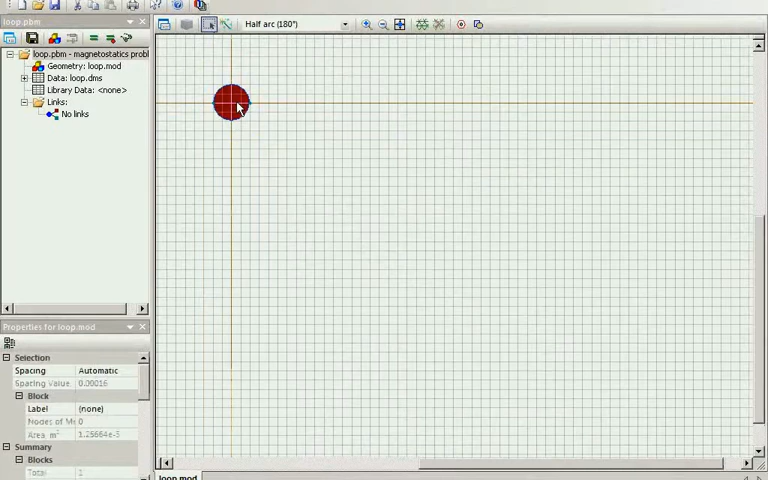 loop.pbm
Half arc (180°)
loop.pbm - magnetostatics probl
Geometry: loop.mod
Data: loop.dms
Library Data: <none>
Links:
No links
Properties for loop.mod
Selection
Spacing Automatic
Spacing Value, 0.00016
Block
Label (none)
Nodes of Me 0
Area, m² 1.25664e-5
Summary
Blocks
Total 1
loop.mod